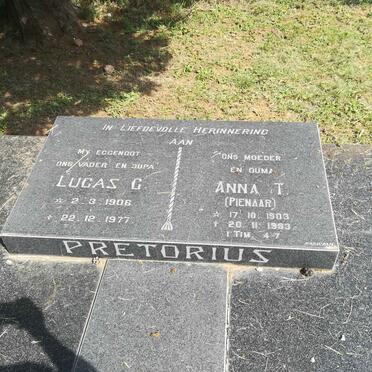 IN LIEFDEVOLLE HERINNERING
AAN
MY EGGENOOT
ONS VADER EN OUPA
LUCAS G.
☆ 2.3.1906
✝ 22.12.1977
ONS MOEDER
EN OUMA
ANNA T.
(PIENAAR)
☆ 17.10.1903
✝ 20.11.1983
1 TIM. 4-7
PRETORIUS